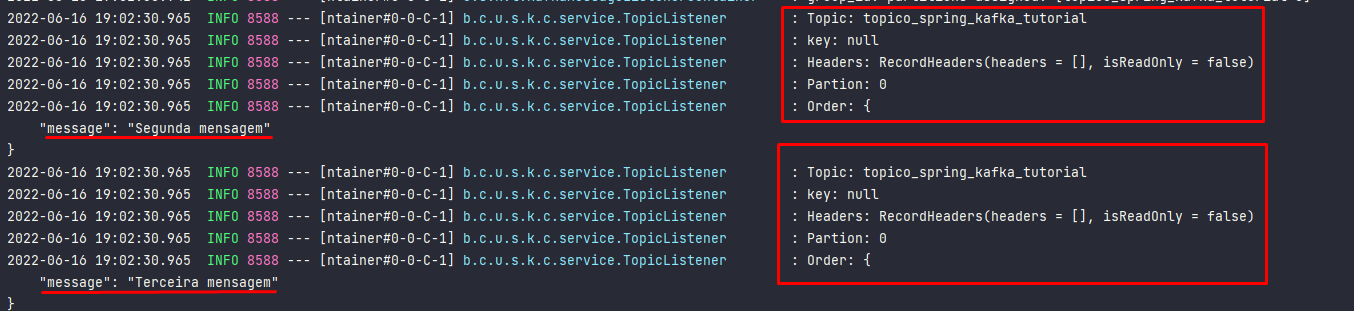 2022-06-16 19:02:30.965  INFO 8588 --- [ntainer#0-0-C-1] b.c.u.s.k.c.service.TopicListener        : Topic: topico_spring_kafka_tutorial
2022-06-16 19:02:30.965  INFO 8588 --- [ntainer#0-0-C-1] b.c.u.s.k.c.service.TopicListener        : key: null
2022-06-16 19:02:30.965  INFO 8588 --- [ntainer#0-0-C-1] b.c.u.s.k.c.service.TopicListener        : Headers: RecordHeaders(headers = [], isReadOnly = false)
2022-06-16 19:02:30.965  INFO 8588 --- [ntainer#0-0-C-1] b.c.u.s.k.c.service.TopicListener        : Partion: 0
2022-06-16 19:02:30.965  INFO 8588 --- [ntainer#0-0-C-1] b.c.u.s.k.c.service.TopicListener        : Order: {
    "message": "Segunda mensagem"
}
2022-06-16 19:02:30.965  INFO 8588 --- [ntainer#0-0-C-1] b.c.u.s.k.c.service.TopicListener        : Topic: topico_spring_kafka_tutorial
2022-06-16 19:02:30.965  INFO 8588 --- [ntainer#0-0-C-1] b.c.u.s.k.c.service.TopicListener        : key: null
2022-06-16 19:02:30.965  INFO 8588 --- [ntainer#0-0-C-1] b.c.u.s.k.c.service.TopicListener        : Headers: RecordHeaders(headers = [], isReadOnly = false)
2022-06-16 19:02:30.965  INFO 8588 --- [ntainer#0-0-C-1] b.c.u.s.k.c.service.TopicListener        : Partion: 0
2022-06-16 19:02:30.965  INFO 8588 --- [ntainer#0-0-C-1] b.c.u.s.k.c.service.TopicListener        : Order: {
    "message": "Terceira mensagem"
}